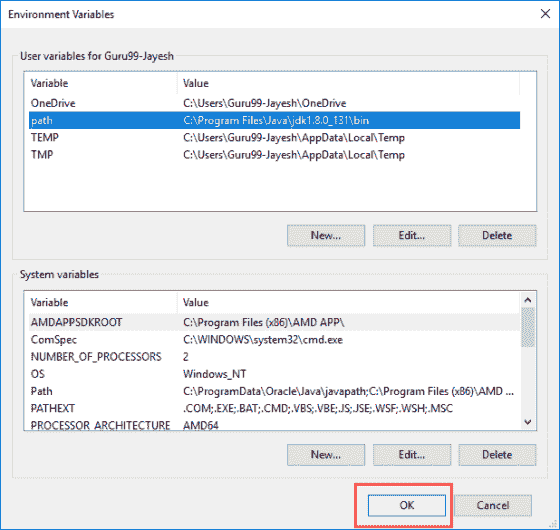 Environment Variables
User variables for Guru99-Jayesh
Variable Value
OneDrive C:\Users\Guru99-Jayesh\OneDrive
path C:\Program Files\Java\jdk1.8.0_131\bin
TEMP C:\Users\Guru99-Jayesh\AppData\Local\Temp
TMP C:\Users\Guru99-Jayesh\AppData\Local\Temp
New... Edit... Delete
System variables
Variable Value
AMDAPPSDKROOT C:\Program Files (x86)\AMD APP\
ComSpec C:\WINDOWS\system32\cmd.exe
NUMBER_OF_PROCESSORS 2
OS Windows_NT
Path C:\ProgramData\Oracle\Java\javapath;C:\Program Files (x86)\AMD ...
PATHEXT .COM;.EXE;.BAT;.CMD;.VBS;.VBE;.JS;.JSE;.WSF;.WSH;.MSC
PROCESSOR_ARCHITECTURE AMD64
New... Edit... Delete
OK Cancel